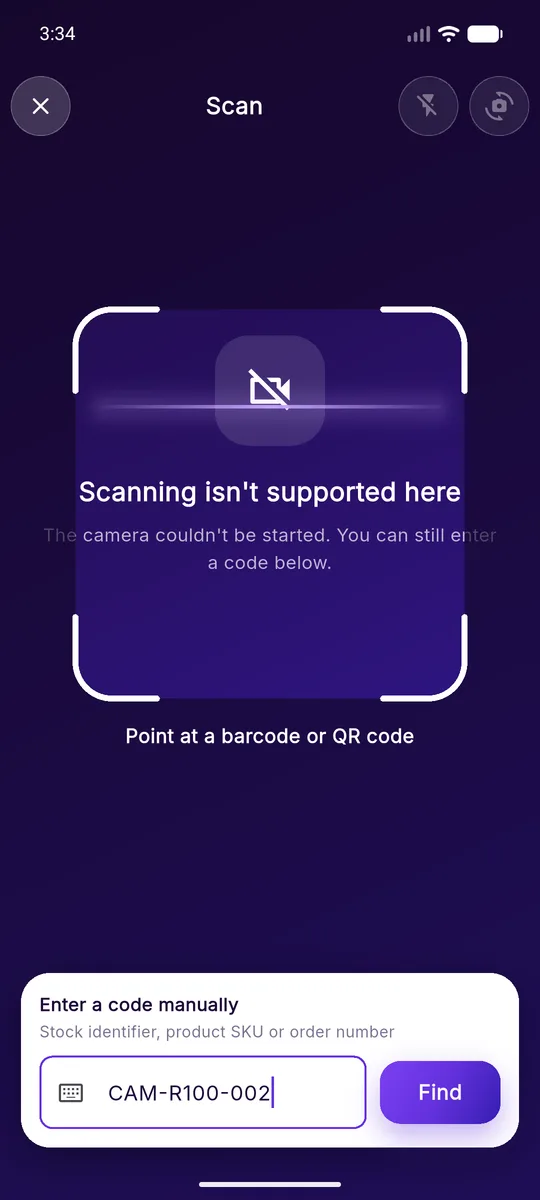 3:34
Scan
Scanning isn't supported here
The camera couldn't be started. You can still enter
a code below.
Point at a barcode or QR code
Enter a code manually
Stock identifier, product SKU or order number
CAM-R100-002
Find